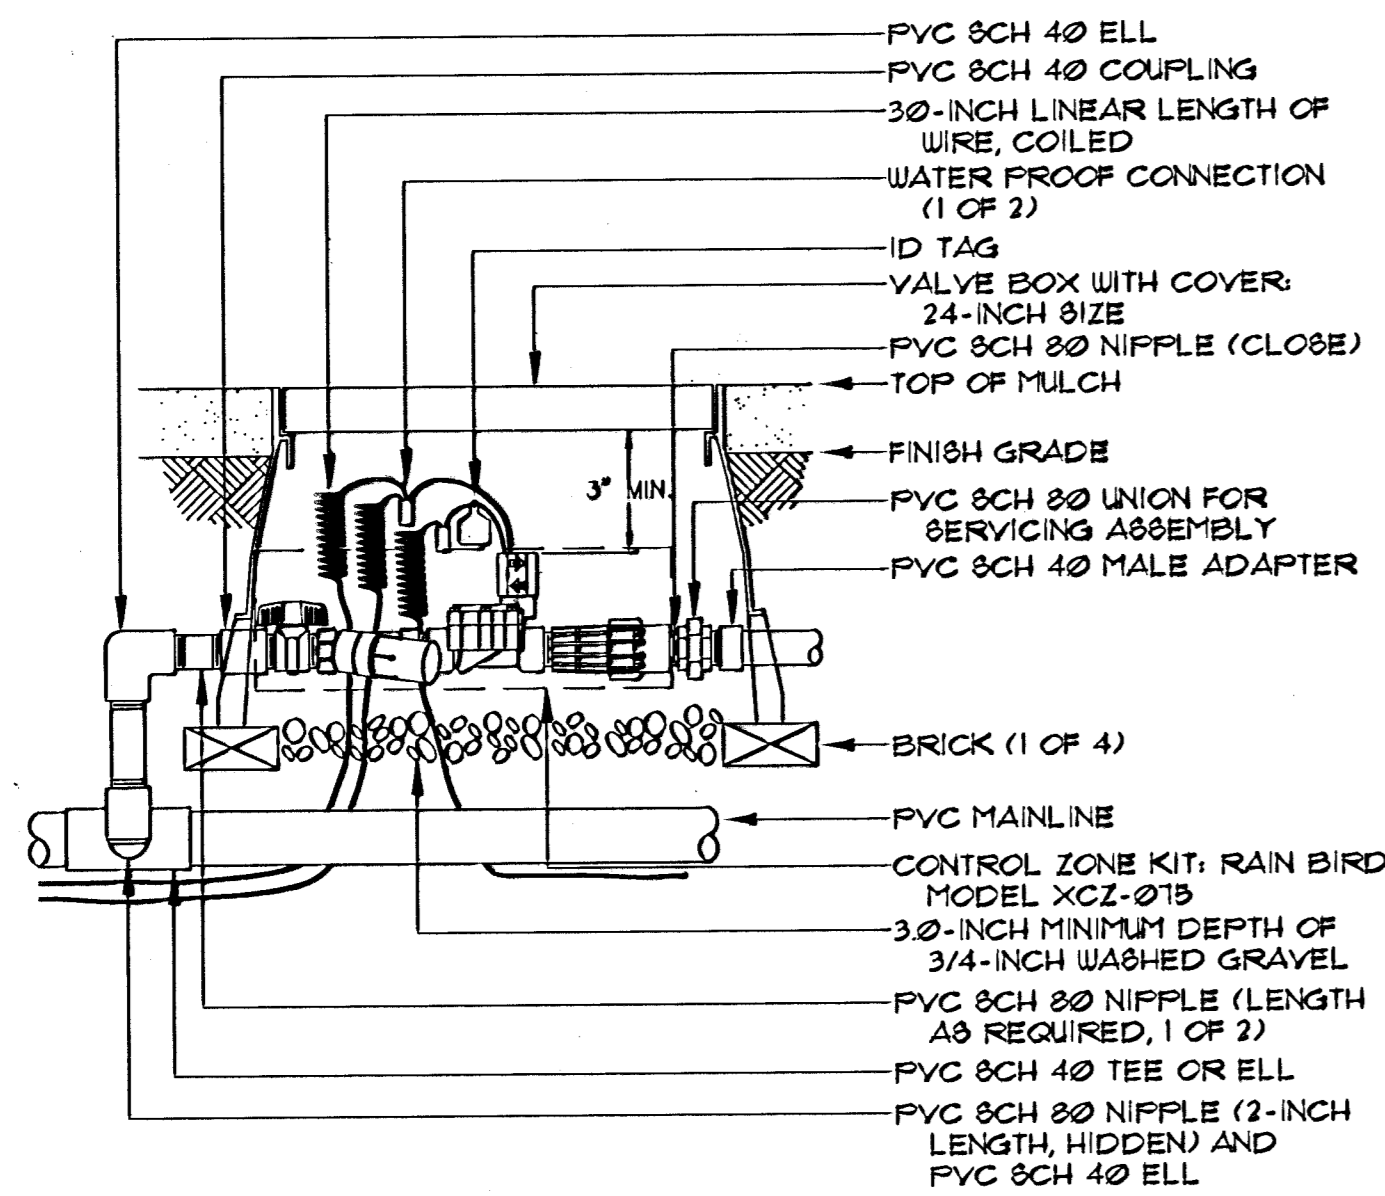 PVC SCH 40 ELL
PVC SCH 40 COUPLING
30-INCH LINEAR LENGTH OF
WIRE, COILED
WATER PROOF CONNECTION
(1 OF 2)
ID TAG
VALVE BOX WITH COVER:
24-INCH SIZE
PVC SCH 80 NIPPLE (CLOSE)
TOP OF MULCH
FINISH GRADE
3" MIN.
PVC SCH 80 UNION FOR
SERVICING ASSEMBLY
PVC SCH 40 MALE ADAPTER
BRICK (1 OF 4)
PVC MAINLINE
CONTROL ZONE KIT: RAIN BIRD
MODEL XCZ-075
3.0-INCH MINIMUM DEPTH OF
3/4-INCH WASHED GRAVEL
PVC SCH 80 NIPPLE (LENGTH
AS REQUIRED, 1 OF 2)
PVC SCH 40 TEE OR ELL
PVC SCH 80 NIPPLE (2-INCH
LENGTH, HIDDEN) AND
PVC SCH 40 ELL